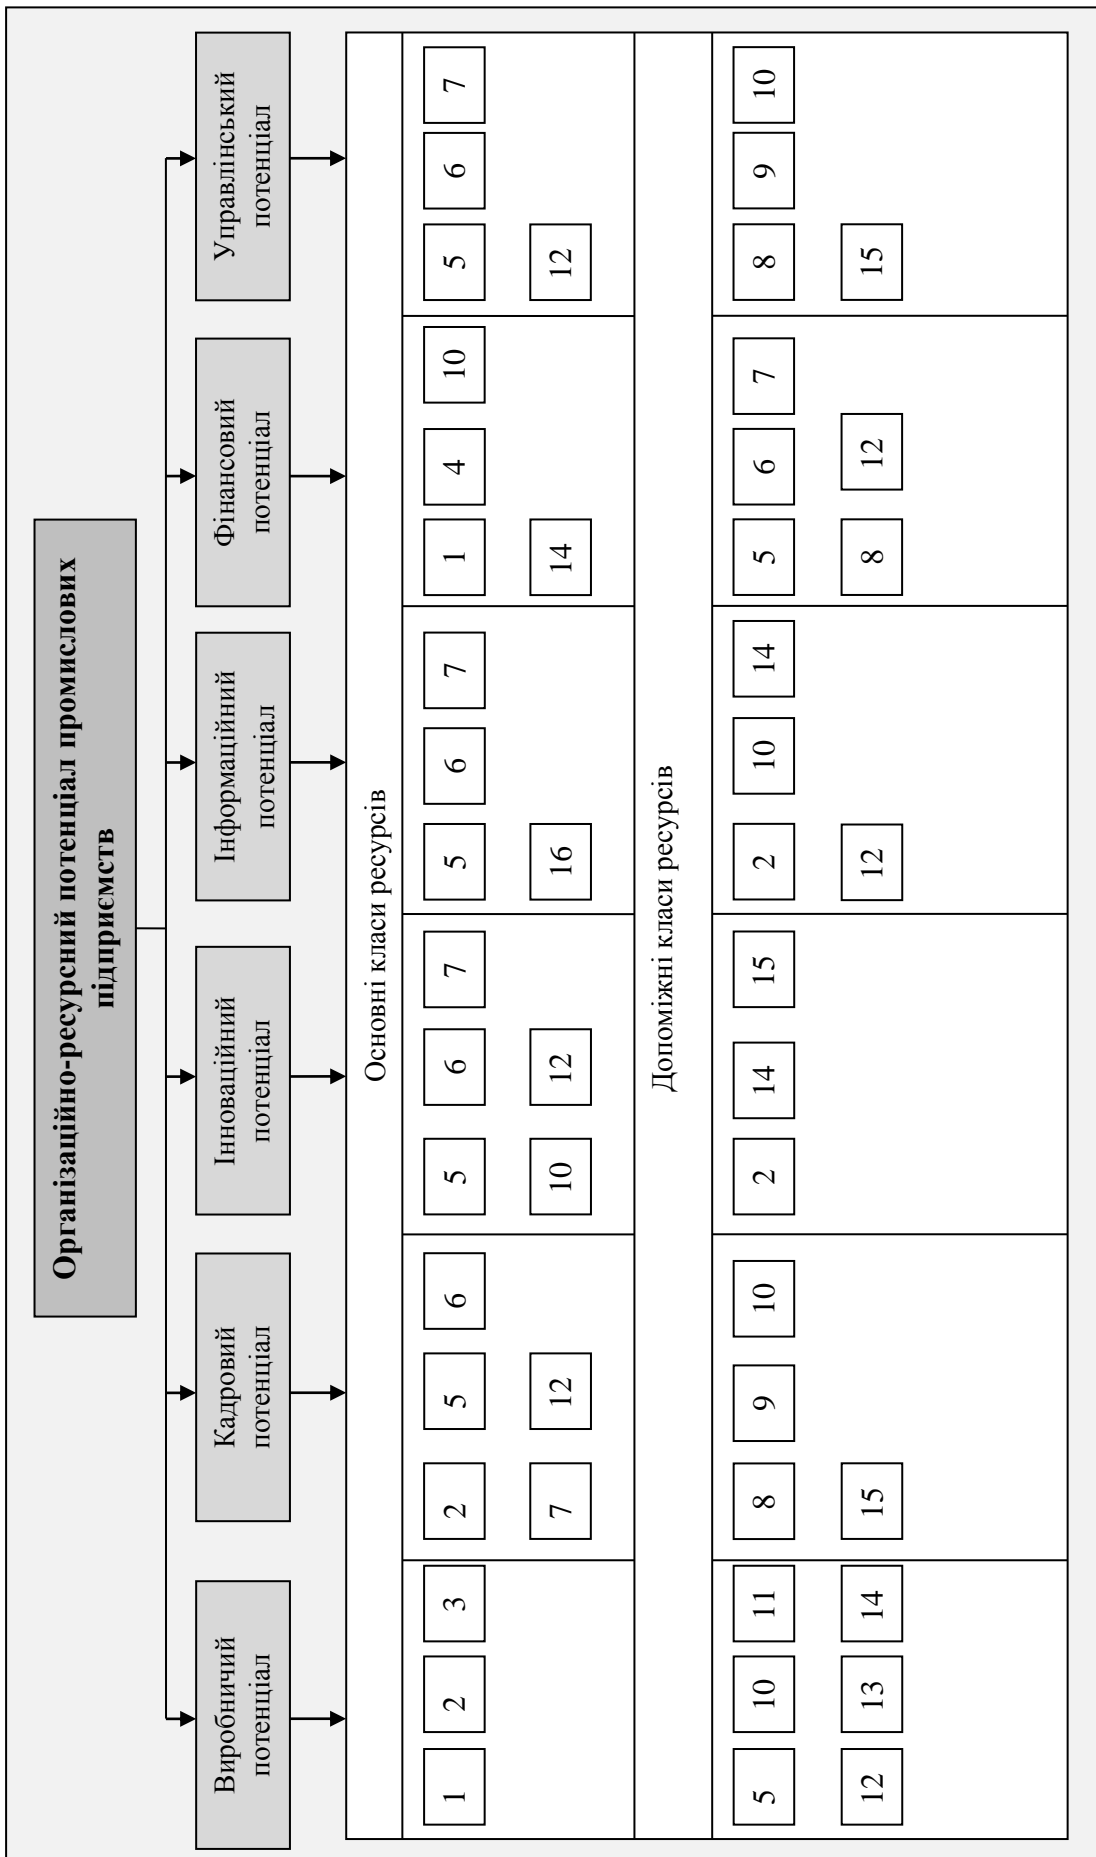 Організаційно-ресурсний потенціал промислових
підприємств
Виробничий
потенціал
Кадровий
потенціал
Інноваційний
потенціал
Інформаційний
потенціал
Фінансовий
потенціал
Управлінський
потенціал
Основні класи ресурсів
1 2 3
2 5 6
7 12
5 6 7
10 12
5 6 7
16
1 4 10
14
5 6 7
12
Допоміжні класи ресурсів
5 10 11
12 13 14
8 9 10
15
2 14 15
2 10 14
12
5 6 7
8 12
8 9 10
15